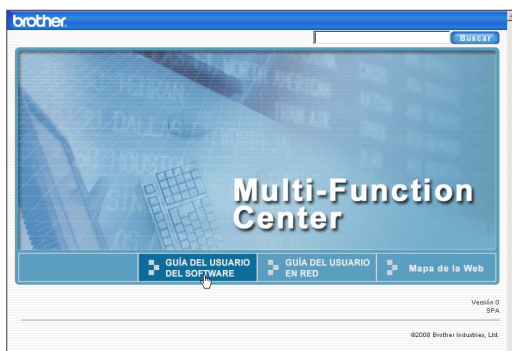 brother
Buscar
Multi-Function
Center
GUÍA DEL USUARIO
DEL SOFTWARE
GUÍA DEL USUARIO
EN RED
Mapa de la Web
Versión 0
SPA
©2008 Brother Industries, Ltd.